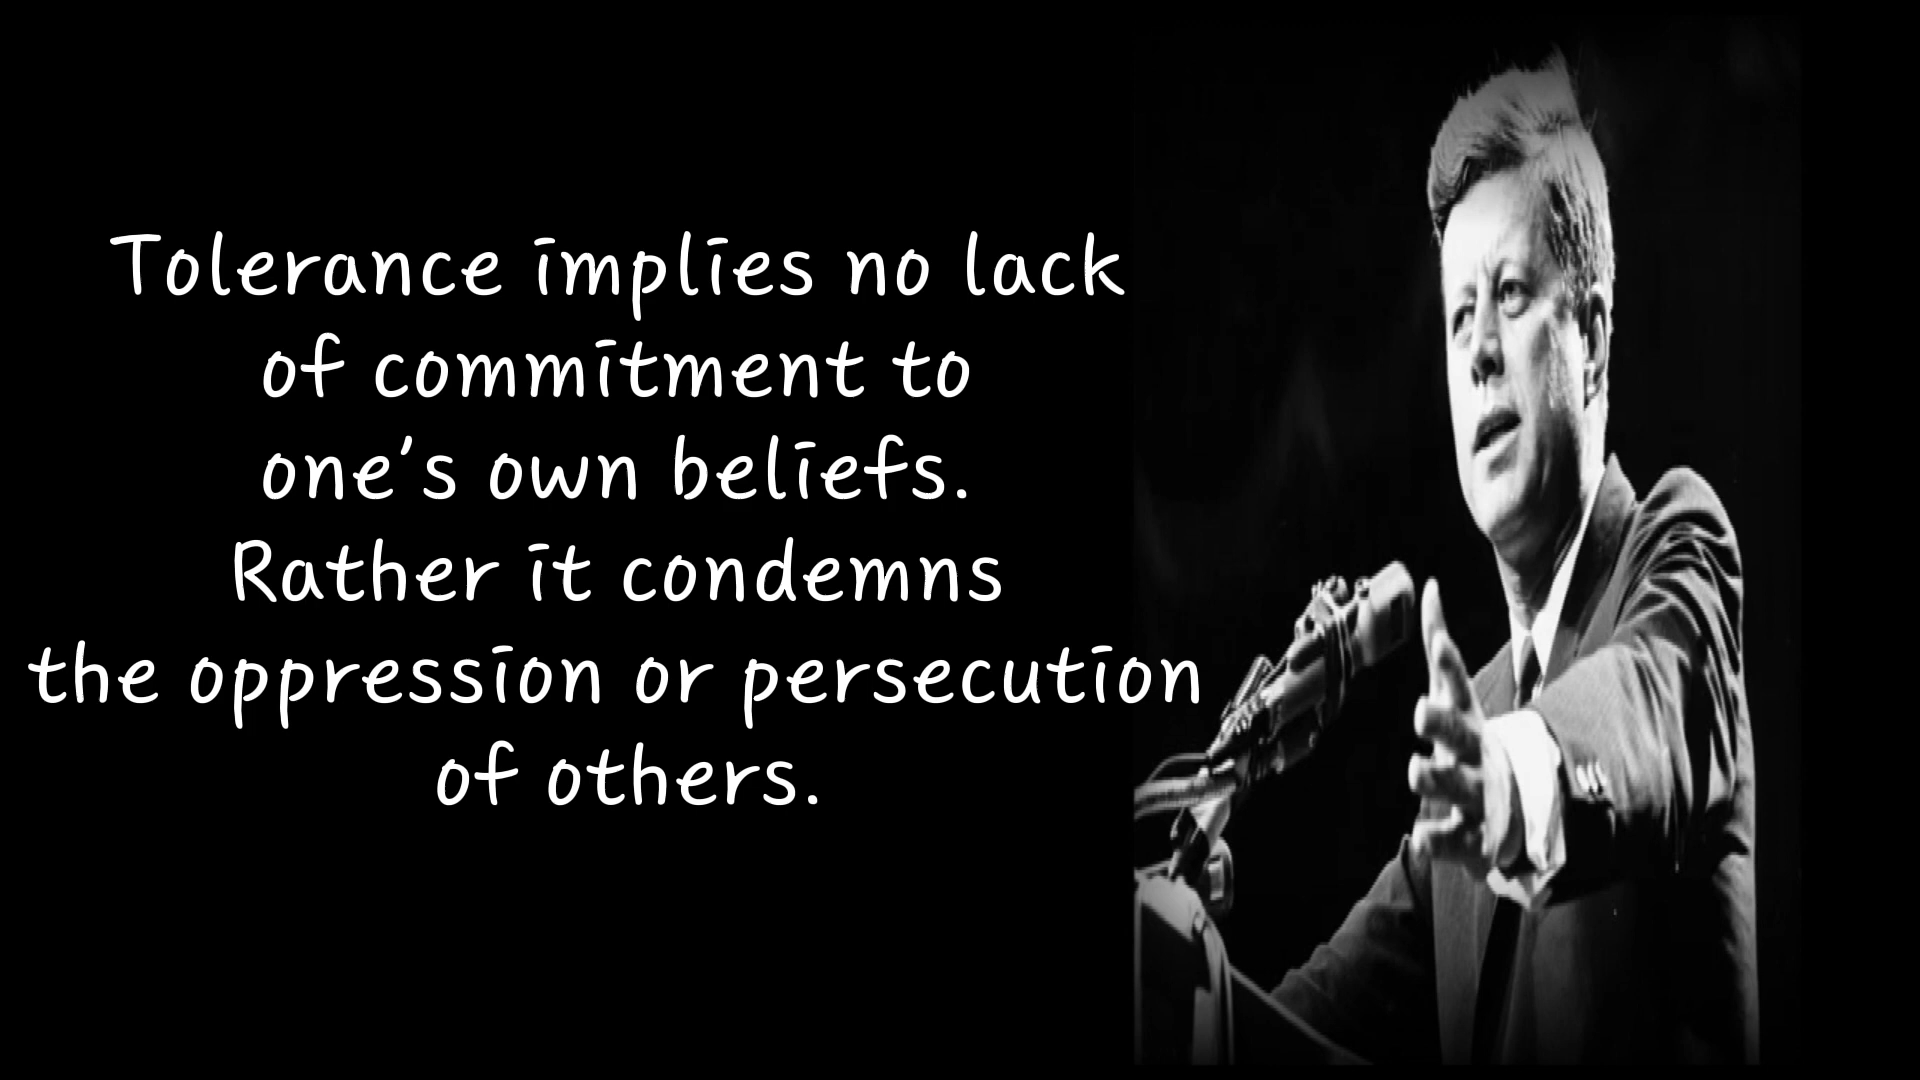 Tolerance implies no lack
of commitment to
one’s own beliefs.
Rather it condemns
the oppression or persecution
of others.